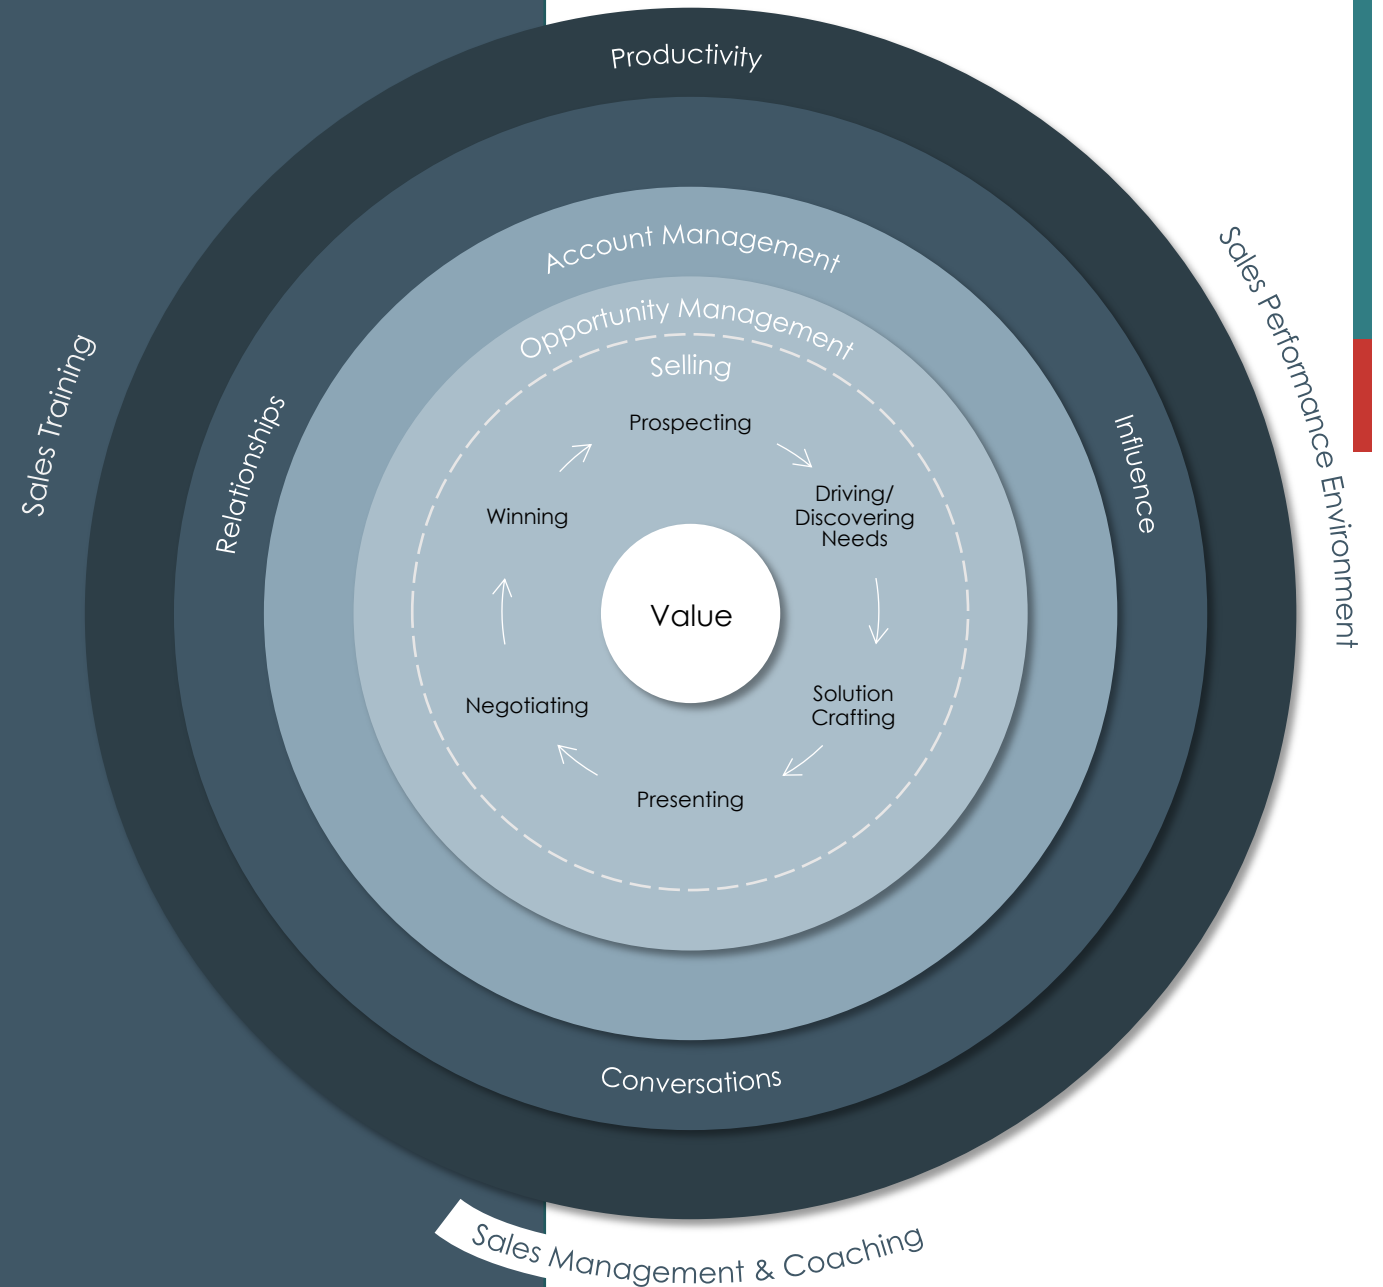 Productivity
Account Management
Opportunity Management
Selling
Prospecting
Driving/
Discovering
Needs
Solution
Crafting
Presenting
Negotiating
Winning
Value
Relationships
Influence
Conversations
Sales Training
Sales Performance Environment
Sales Management & Coaching